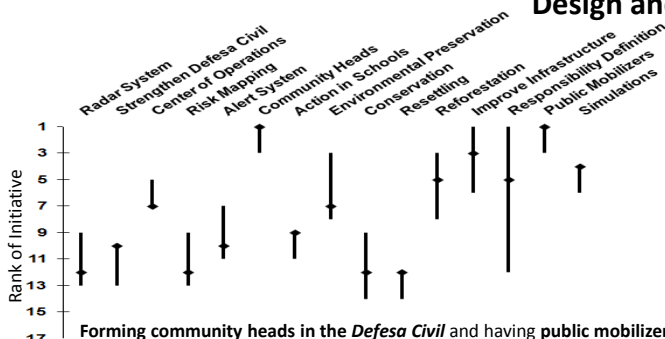 Design an
Radar System
Strengthen Defesa Civil
Center of Operations
Risk Mapping
Alert System
Community Heads
Action in Schools
Environmental Preservation
Conservation
Resettling
Reforestation
Improve Infrastructure
Responsibility Definition
Public Mobilizers
Simulations
Rank of Initiative
1
3
5
7
9
11
13
15
17
Forming community heads in the Defesa Civil and having public mobilizer